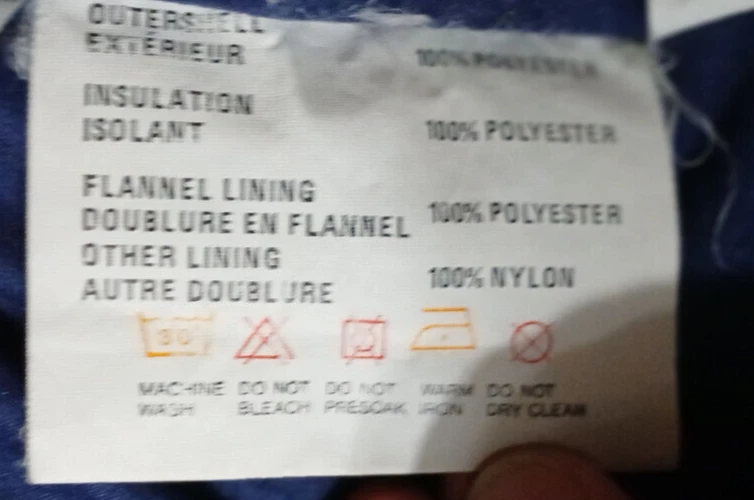 OUTERSHELL
EXTÉRIEUR 100% POLYESTER
INSULATION
ISOLANT 100% POLYESTER
FLANNEL LINING
DOUBLURE EN FLANNEL 100% POLYESTER
OTHER LINING
AUTRE DOUBLURE 100% NYLON
30
MACHINE WASH
DO NOT BLEACH
DO NOT PRESOAK
WARM IRON
DO NOT DRY CLEAN